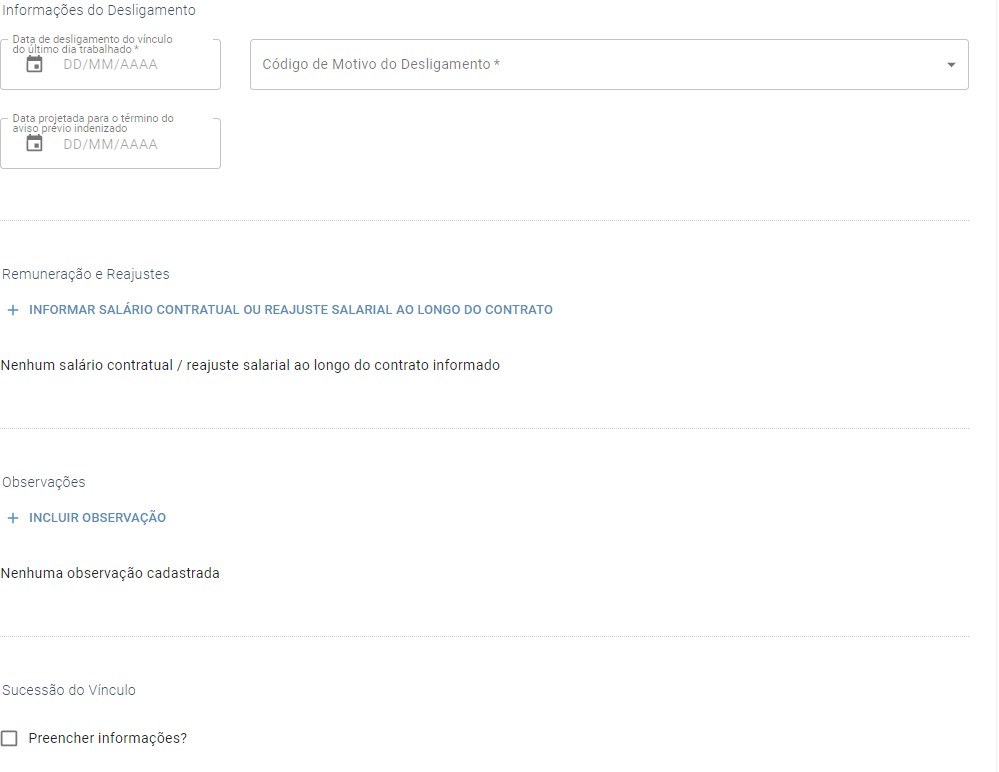 Informações do Desligamento
Data de desligamento do vínculo
do último dia trabalhado *
DD/MM/AAAA
Código de Motivo do Desligamento *
Data projetada para o término do
aviso prévio indenizado
DD/MM/AAAA
Remuneração e Reajustes
+ INFORMAR SALÁRIO CONTRATUAL OU REAJUSTE SALARIAL AO LONGO DO CONTRATO
Nenhum salário contratual / reajuste salarial ao longo do contrato informado
Observações
+ INCLUIR OBSERVAÇÃO
Nenhuma observação cadastrada
Sucessão do Vínculo
Preencher informações?